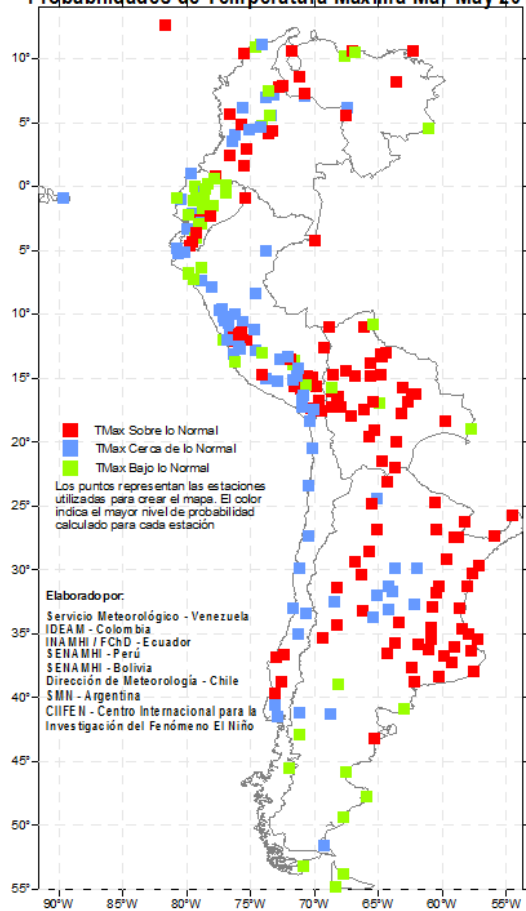 Probabilidades de Temperatura Máxima Mar-May 20
10°
5°
0°
5°
10°
15°
20°
25°
30°
35°
40°
45°
50°
55°
TMax Sobre lo Normal
TMax Cerca de lo Normal
TMax Bajo lo Normal
Los puntos representan las estaciones
utilizadas para crear el mapa. El color
indica el mayor nivel de probabilidad
calculado para cada estación
Elaborado por:
Servicio Meteorológico - Venezuela
IDEAM - Colombia
INAMHI / FChD - Ecuador
SENAMHI - Perú
SENAMHI - Bolivia
Dirección de Meteorología - Chile
SMN - Argentina
CIIFEN - Centro Internacional para la
Investigación del Fenómeno El Niño
90°W 85°W 80°W 75°W 70°W 65°W 60°W 55°W